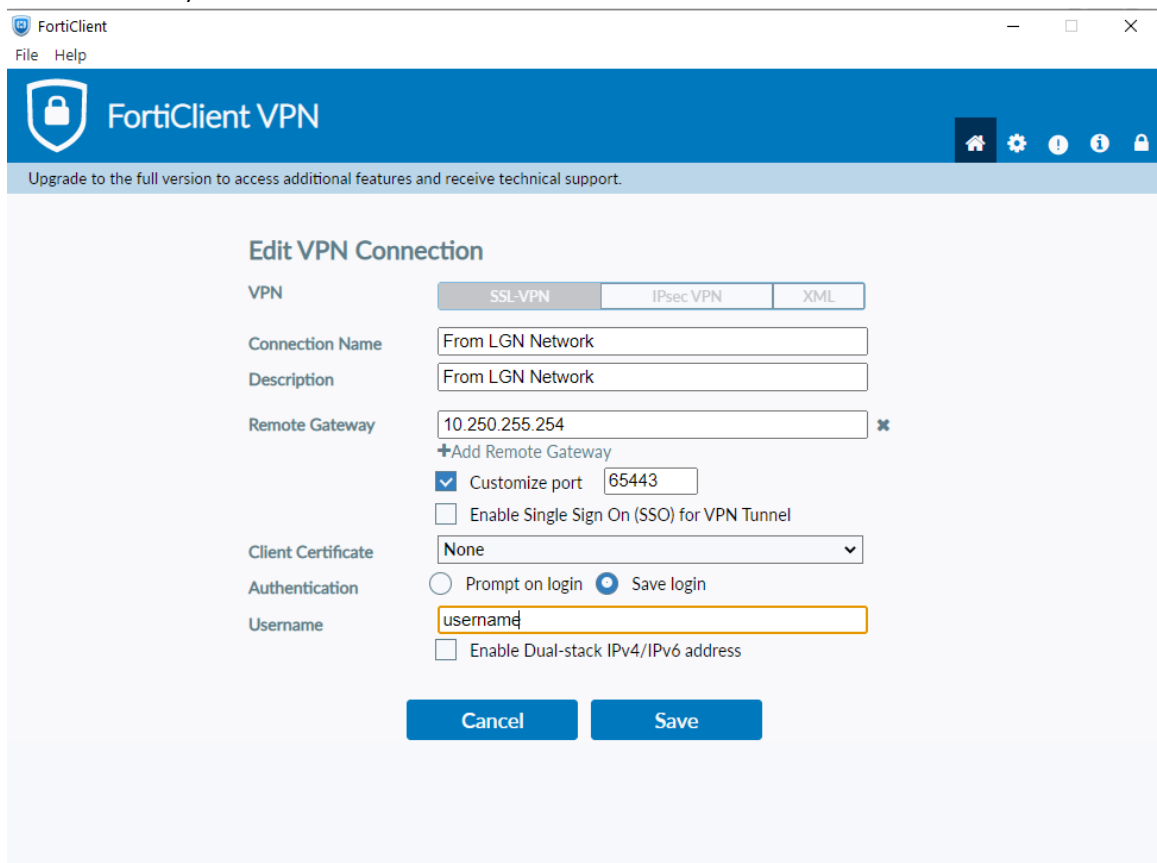 FortiClient
File Help
FortiClient VPN
Upgrade to the full version to access additional features and receive technical support.
Edit VPN Connection
VPN SSL-VPN IPsec VPN XML
Connection Name From LGN Network
Description From LGN Network
Remote Gateway 10.250.255.254
+Add Remote Gateway
Customize port 65443
Enable Single Sign On (SSO) for VPN Tunnel
Client Certificate None
Authentication Prompt on login Save login
Username username
Enable Dual-stack IPv4/IPv6 address
Cancel Save